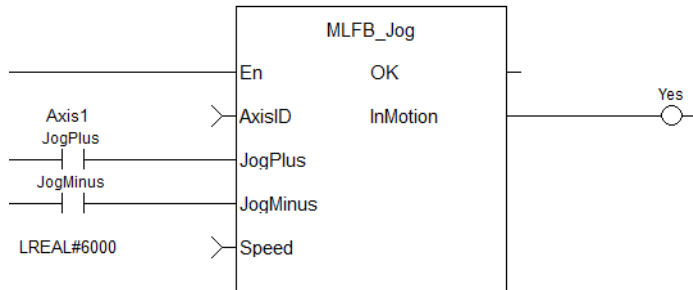 MLFB_Jog
En OK
Yes
Axis1 AxisID InMotion
JogPlus
JogPlus
JogMinus
JogMinus
LREAL#6000 Speed